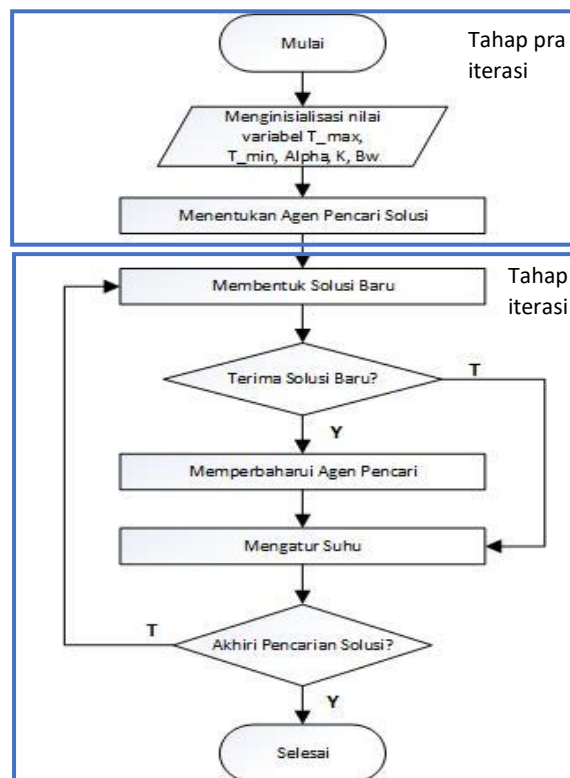 Mulai
Tahap pra
iterasi
Menginisialisasi nilai
variabel T_max,
T_min, Alpha, K, Bw
Menentukan Agen Pencari Solusi
Tahap
iterasi
Membentuk Solusi Baru
Terima Solusi Baru?
T
Y
Memperbaharui Agen Pencari
Mengatur Suhu
Akhiri Pencarian Solusi?
T
Y
Selesai